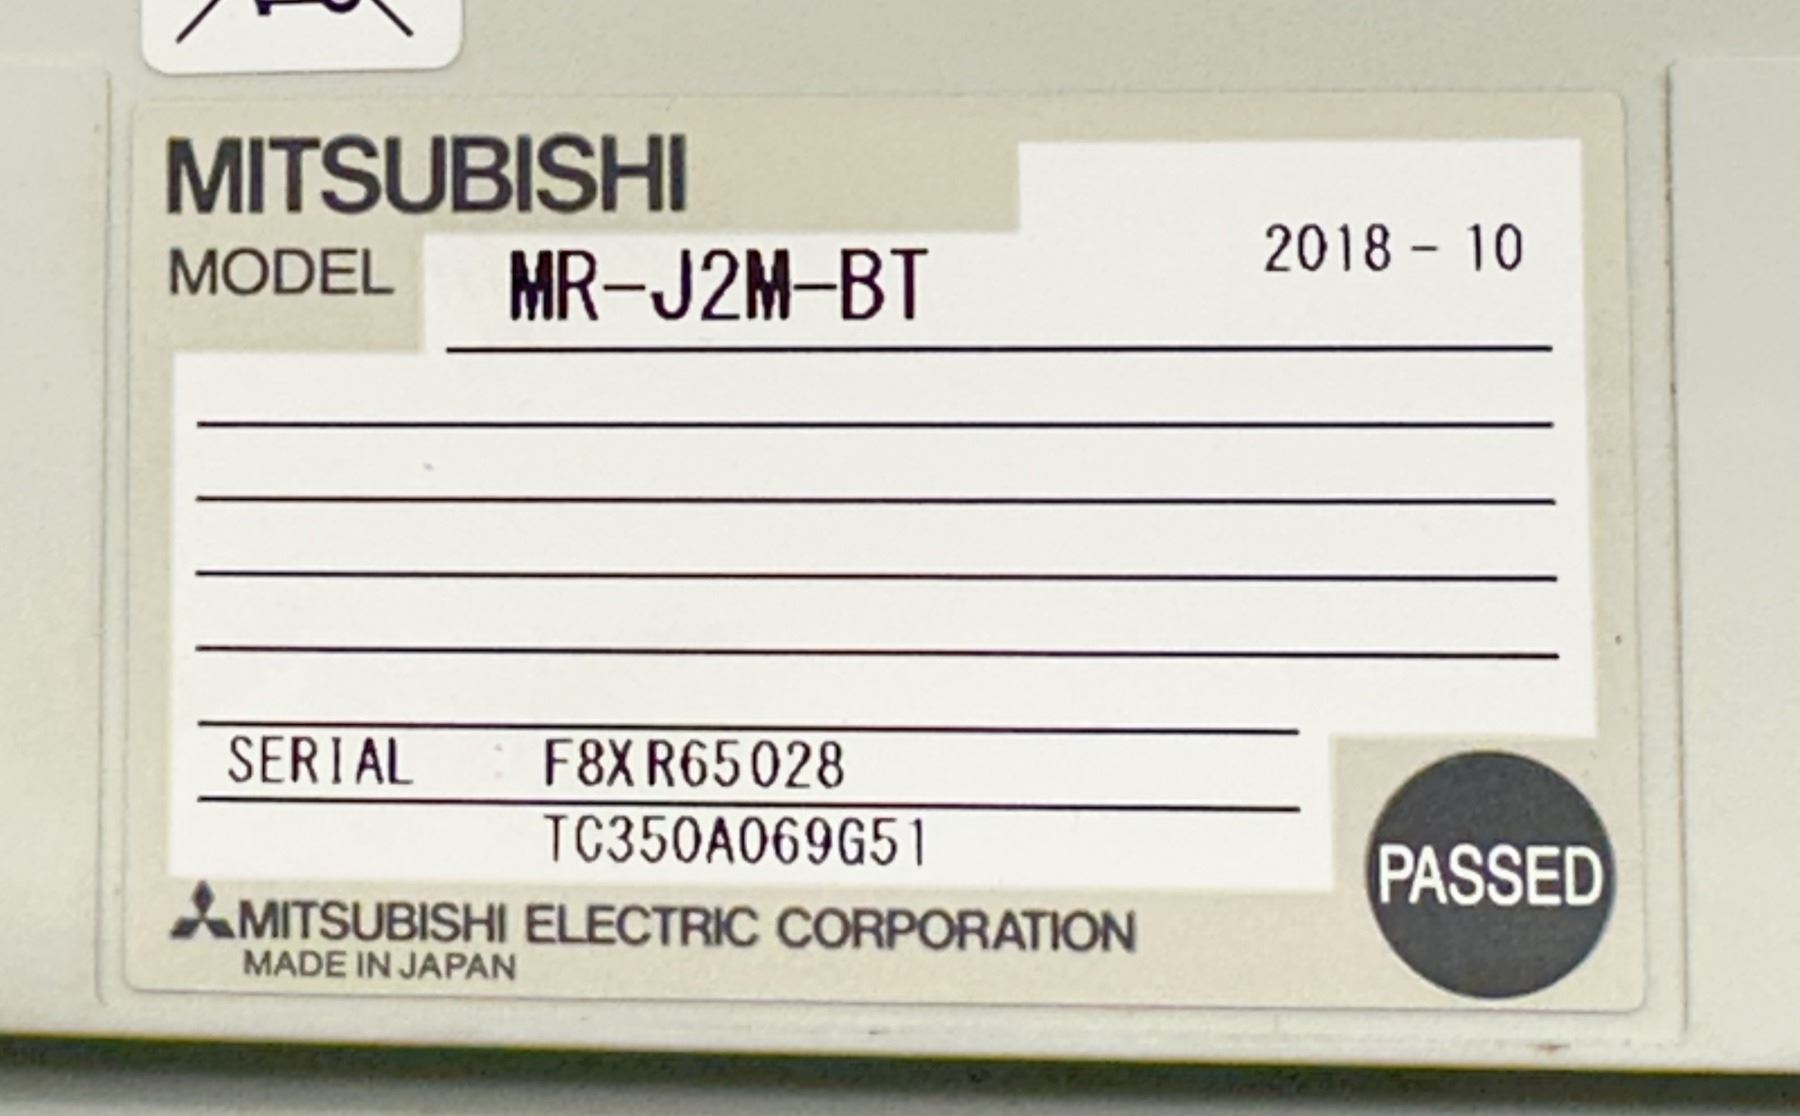 MITSUBISHI
2018-10
MODEL MR-J2M-BT
SERIAL F8XR65028
TC350A069G51
MITSUBISHI ELECTRIC CORPORATION
MADE IN JAPAN
PASSED